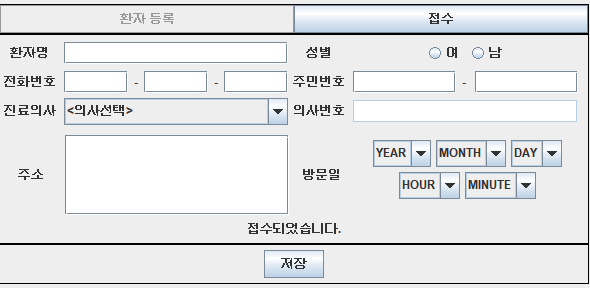 환자 등록 접수
환자명 성별 여 남
전화번호 - - 주민번호 -
진료의사 <의사선택> 의사번호
주소 방문일 YEAR MONTH DAY
HOUR MINUTE
접수되었습니다.
저장